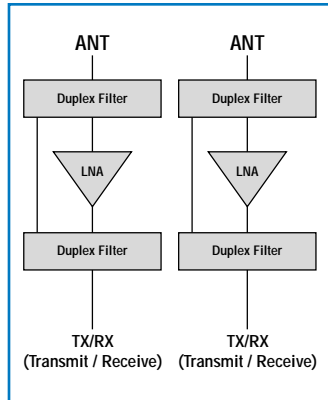 ANT
ANT
Duplex Filter
Duplex Filter
LNA
LNA
Duplex Filter
Duplex Filter
TX/RX
(Transmit / Receive)
TX/RX
(Transmit / Receive)